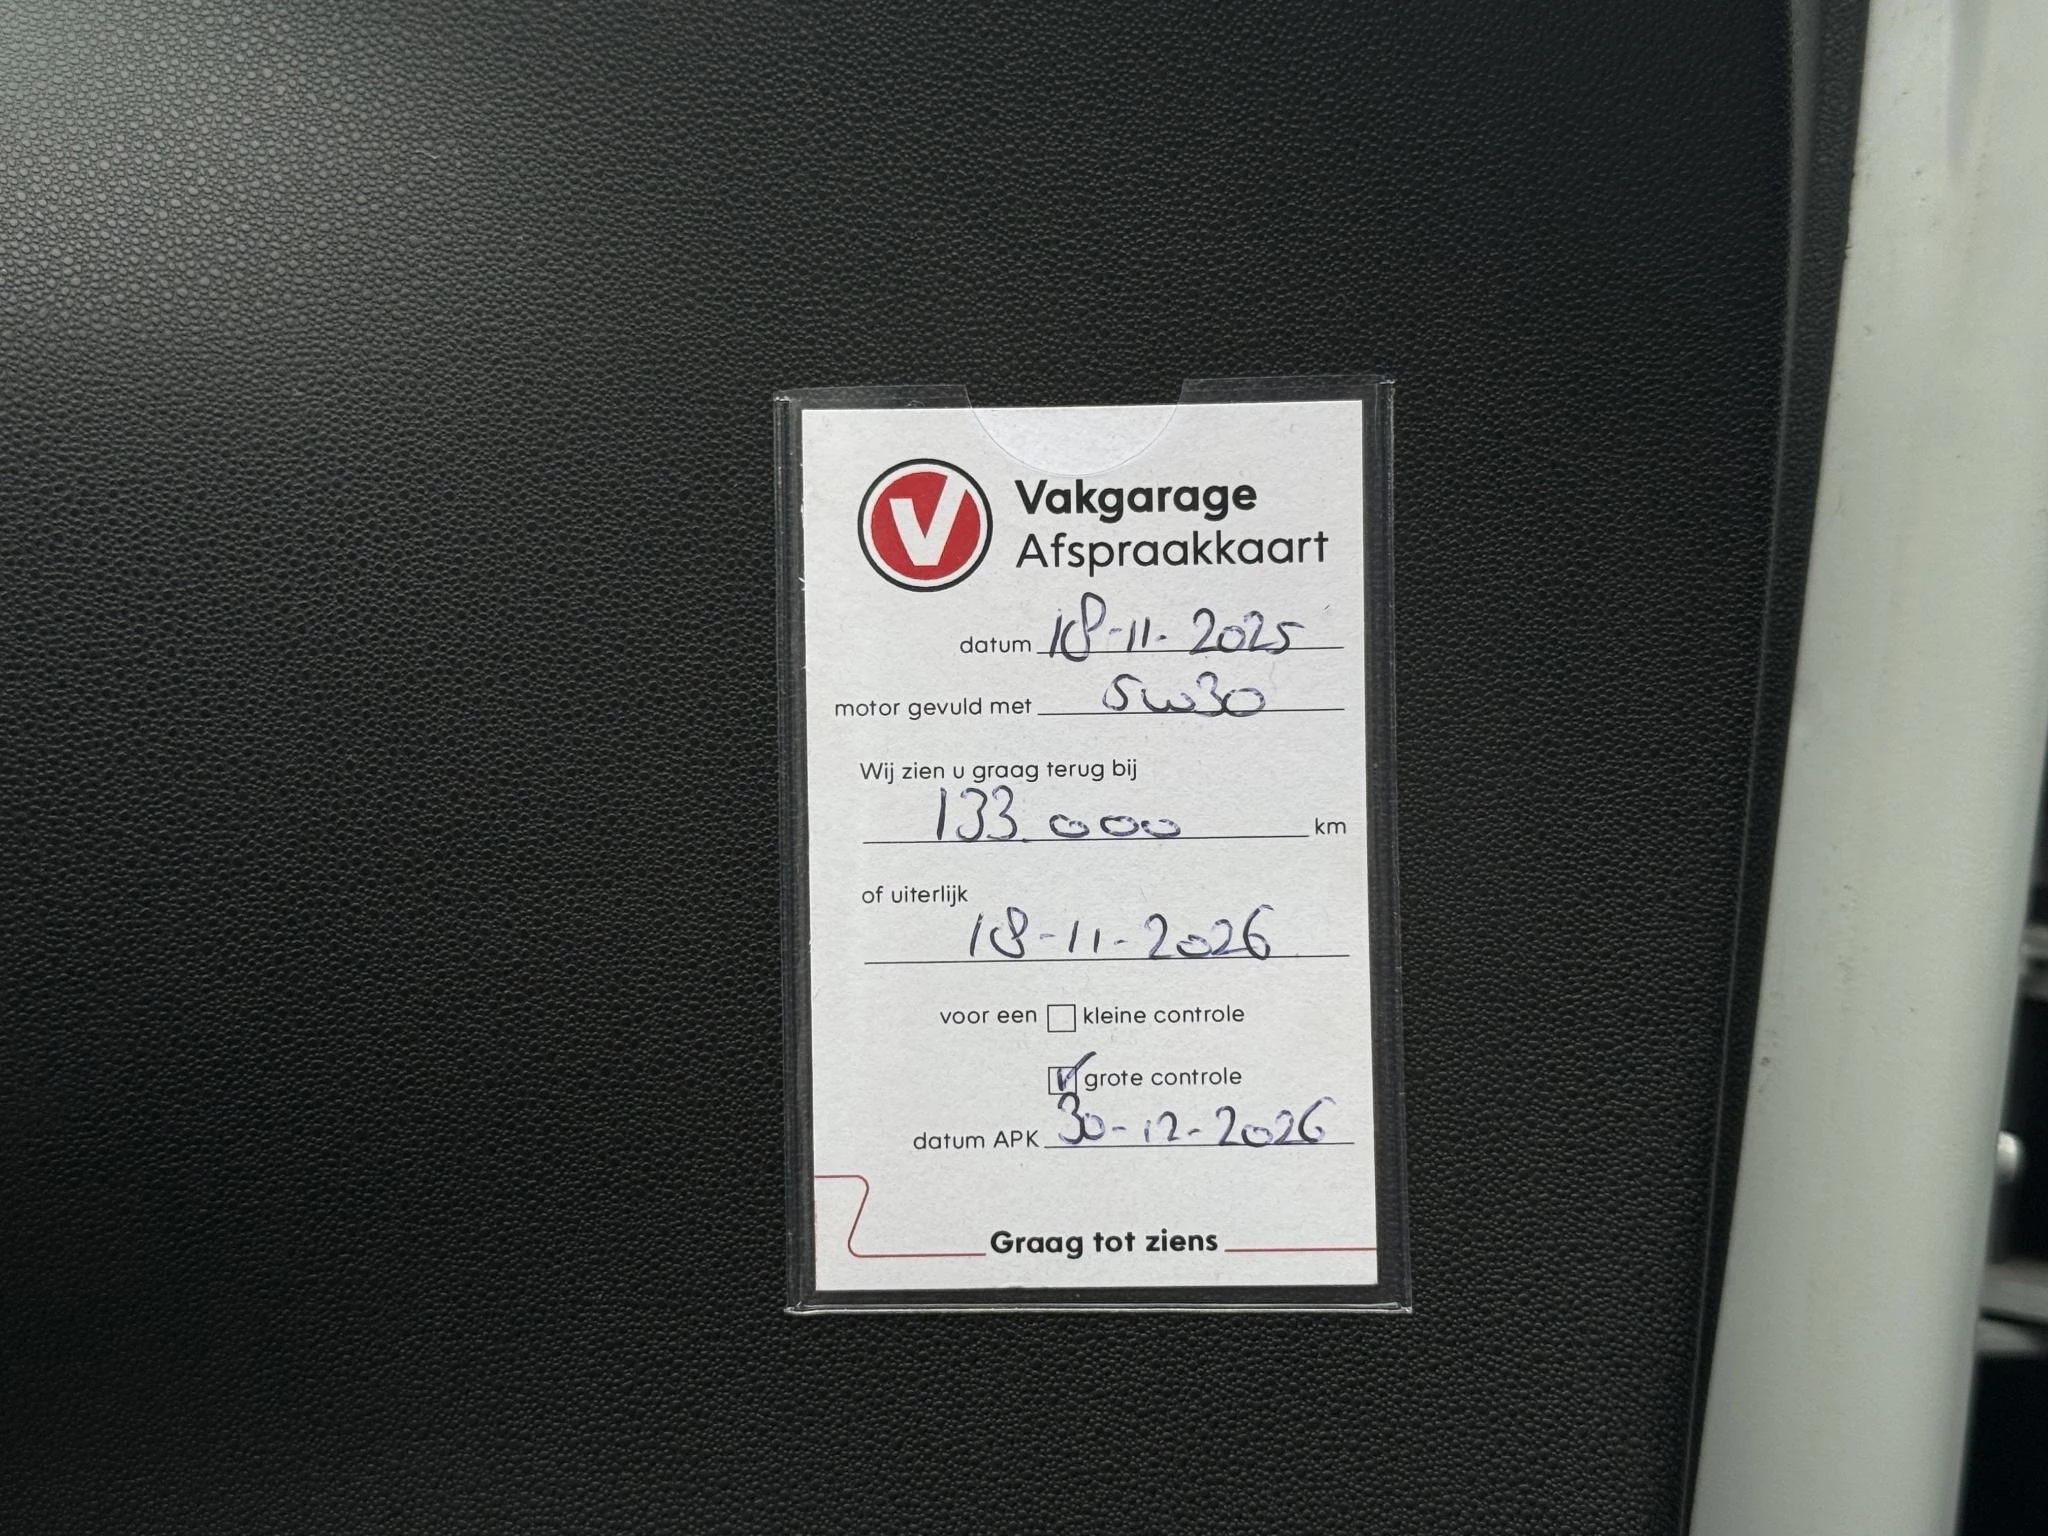 V
Vakgarage
Afspraakkaart
datum 18-11-2025
motor gevuld met 5w30
Wij zien u graag terug bij
133.000 km
of uiterlijk
18-11-2026
voor een kleine controle
grote controle
datum APK 30-12-2026
Graag tot ziens